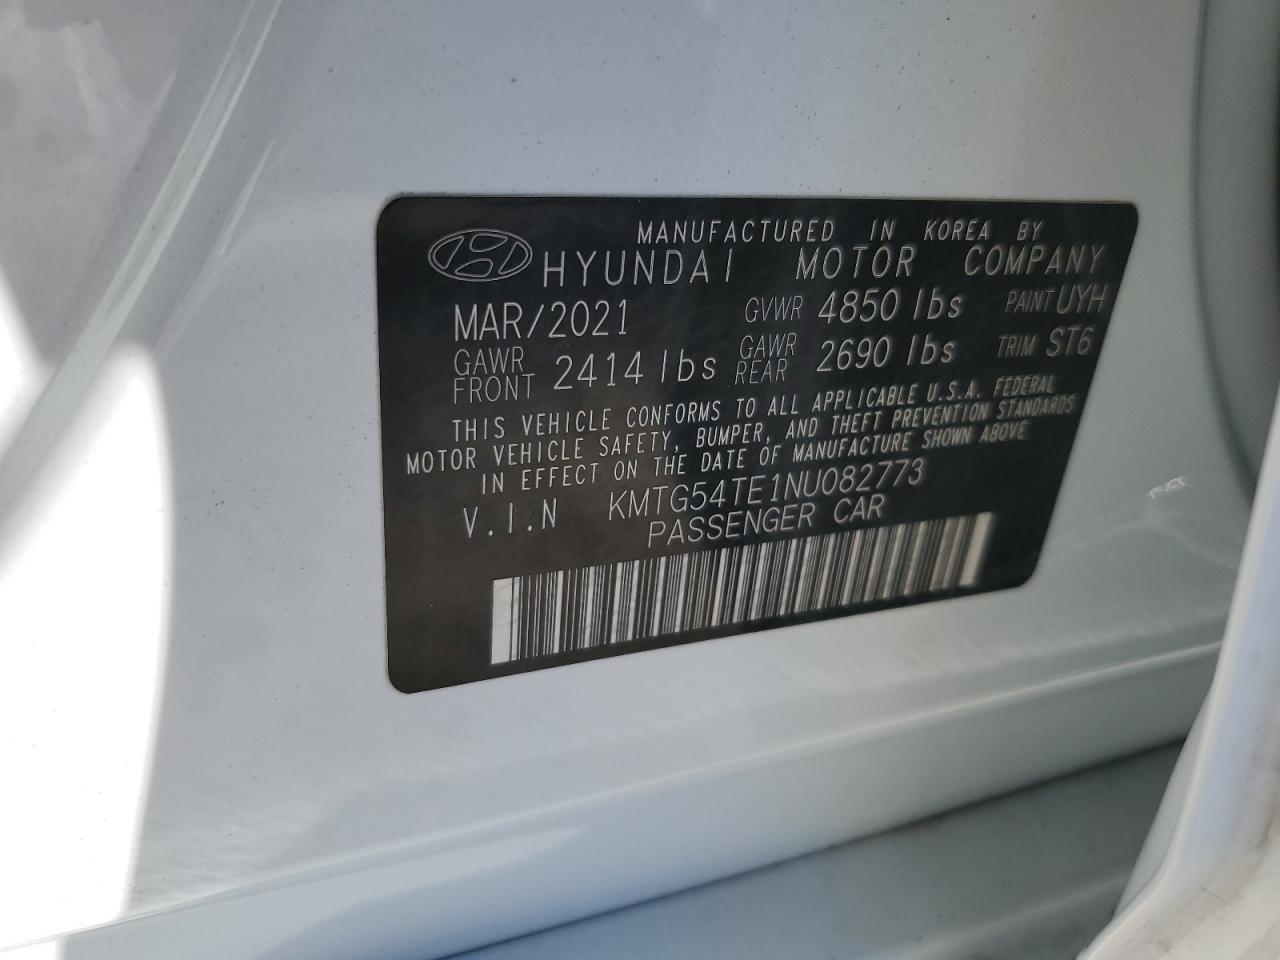 MANUFACTURED IN KOREA BY
HYUNDAI MOTOR COMPANY
MAR/2021 GVWR 4850 lbs PAINT UYH
GAWR FRONT 2414 lbs GAWR REAR 2690 lbs TRIM ST6
THIS VEHICLE CONFORMS TO ALL APPLICABLE U.S.A. FEDERAL
MOTOR VEHICLE SAFETY, BUMPER, AND THEFT PREVENTION STANDARDS
IN EFFECT ON THE DATE OF MANUFACTURE SHOWN ABOVE
V.I.N KMTG54TE1NU082773
PASSENGER CAR